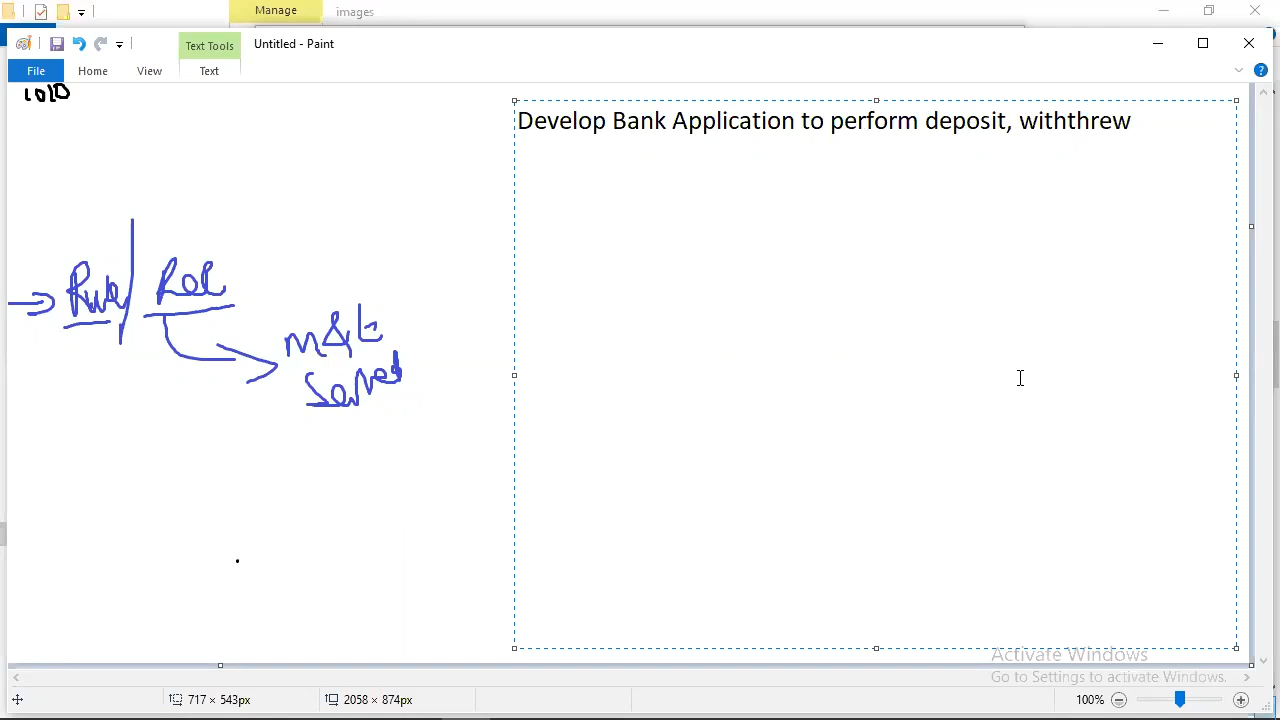 Manage
images
Text Tools
Untitled - Paint
File
Home
View
Text
1010
Develop Bank Application to perform deposit, withthrew
Activate Windows
Go to Settings to activate Windows.
717 × 543px
2058 × 874px
100%